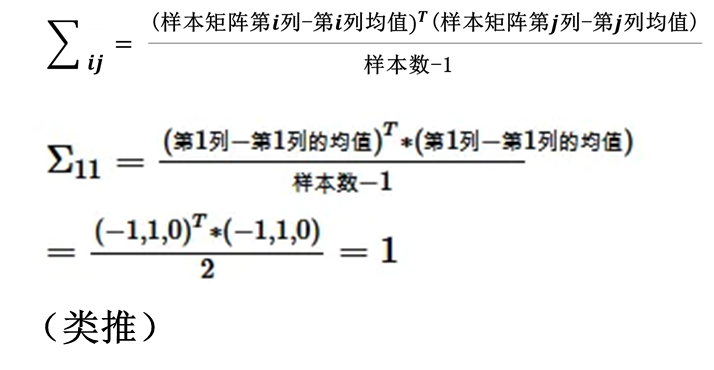 ∑ij = (样本矩阵第i列-第i列均值)^T (样本矩阵第j列-第j列均值)
样本数-1
Σ11 = (第1列-第1列的均值)^T*(第1列-第1列的均值)
样本数-1
= (-1,1,0)^T*(-1,1,0) = 1
2
(类推)